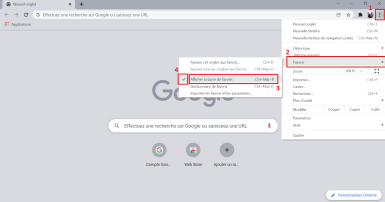 Nouvel onglet
Effectuez une recherche sur Google ou saisissez une URL
Applications
1
Nouvel onglet Ctrl+T
Nouvelle fenêtre Ctrl+N
Nouvelle fenêtre de navigation privée Ctrl+Maj+N
Historique
Téléchargements Ctrl+J
2
Favoris
Zoom - 100 % +
Imprimer... Ctrl+P
Caster...
Rechercher... Ctrl+F
Plus d'outils
Modifier Couper Copier Coller
Paramètres
Aide
Quitter
Ajouter cet onglet aux favoris... Ctrl+D
Ajouter tous les onglets aux favoris... Ctrl+Maj+D
4
Afficher la barre de favoris Ctrl+Maj+B
3
Gestionnaire de favoris Ctrl+Maj+O
Importer les favoris et les paramètres...
Google
Effectuez une recherche sur Google ou saisissez une URL
Compte Goo...
Web Store
Ajouter un ra...
Personnaliser Chrome